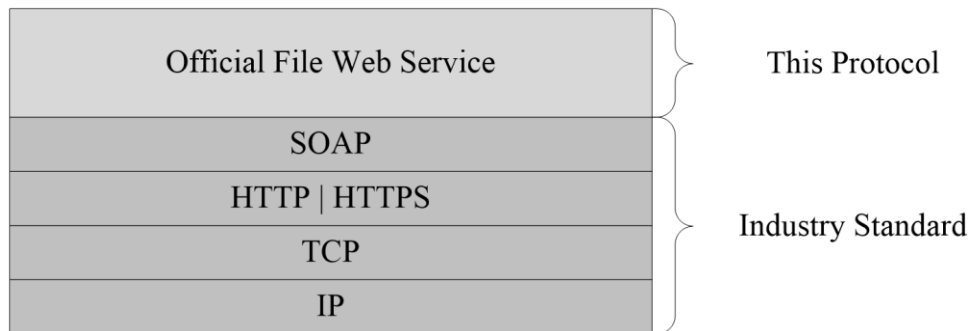 Official File Web Service
This Protocol
SOAP
HTTP | HTTPS
Industry Standard
TCP
IP